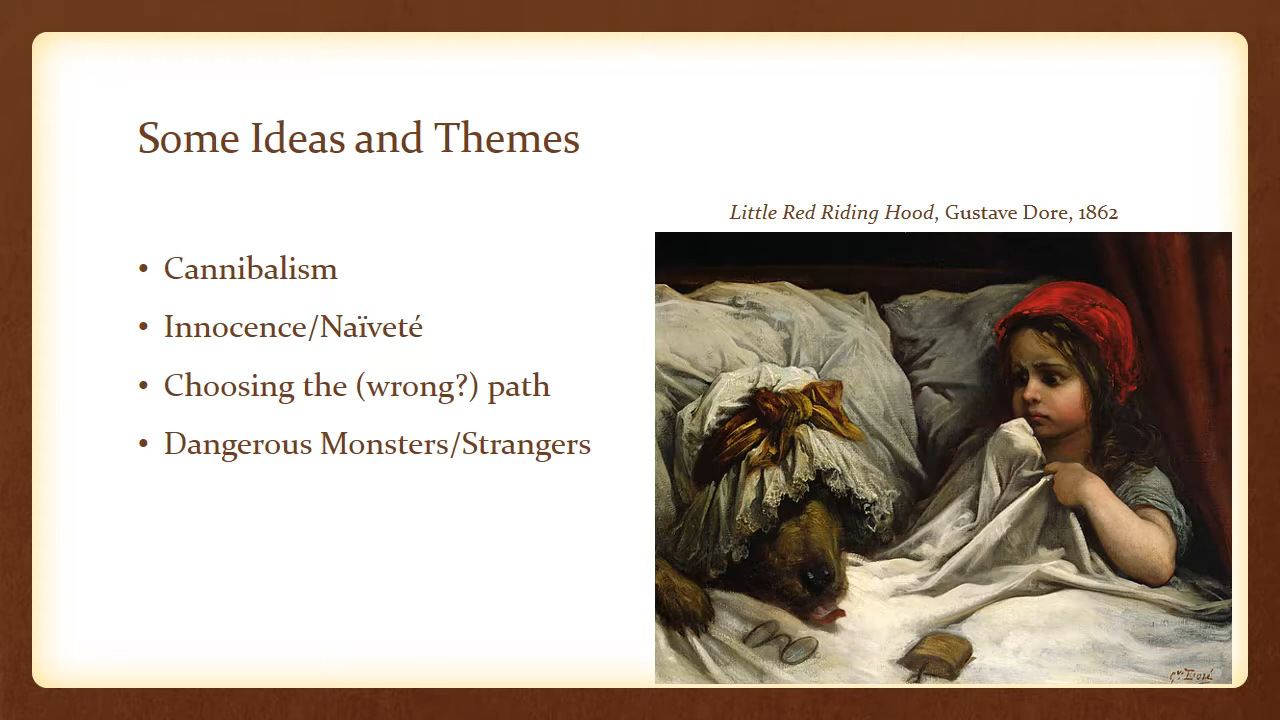 Some Ideas and Themes
Little Red Riding Hood, Gustave Dore, 1862
• Cannibalism
• Innocence/Naïveté
• Choosing the (wrong?) path
• Dangerous Monsters/Strangers